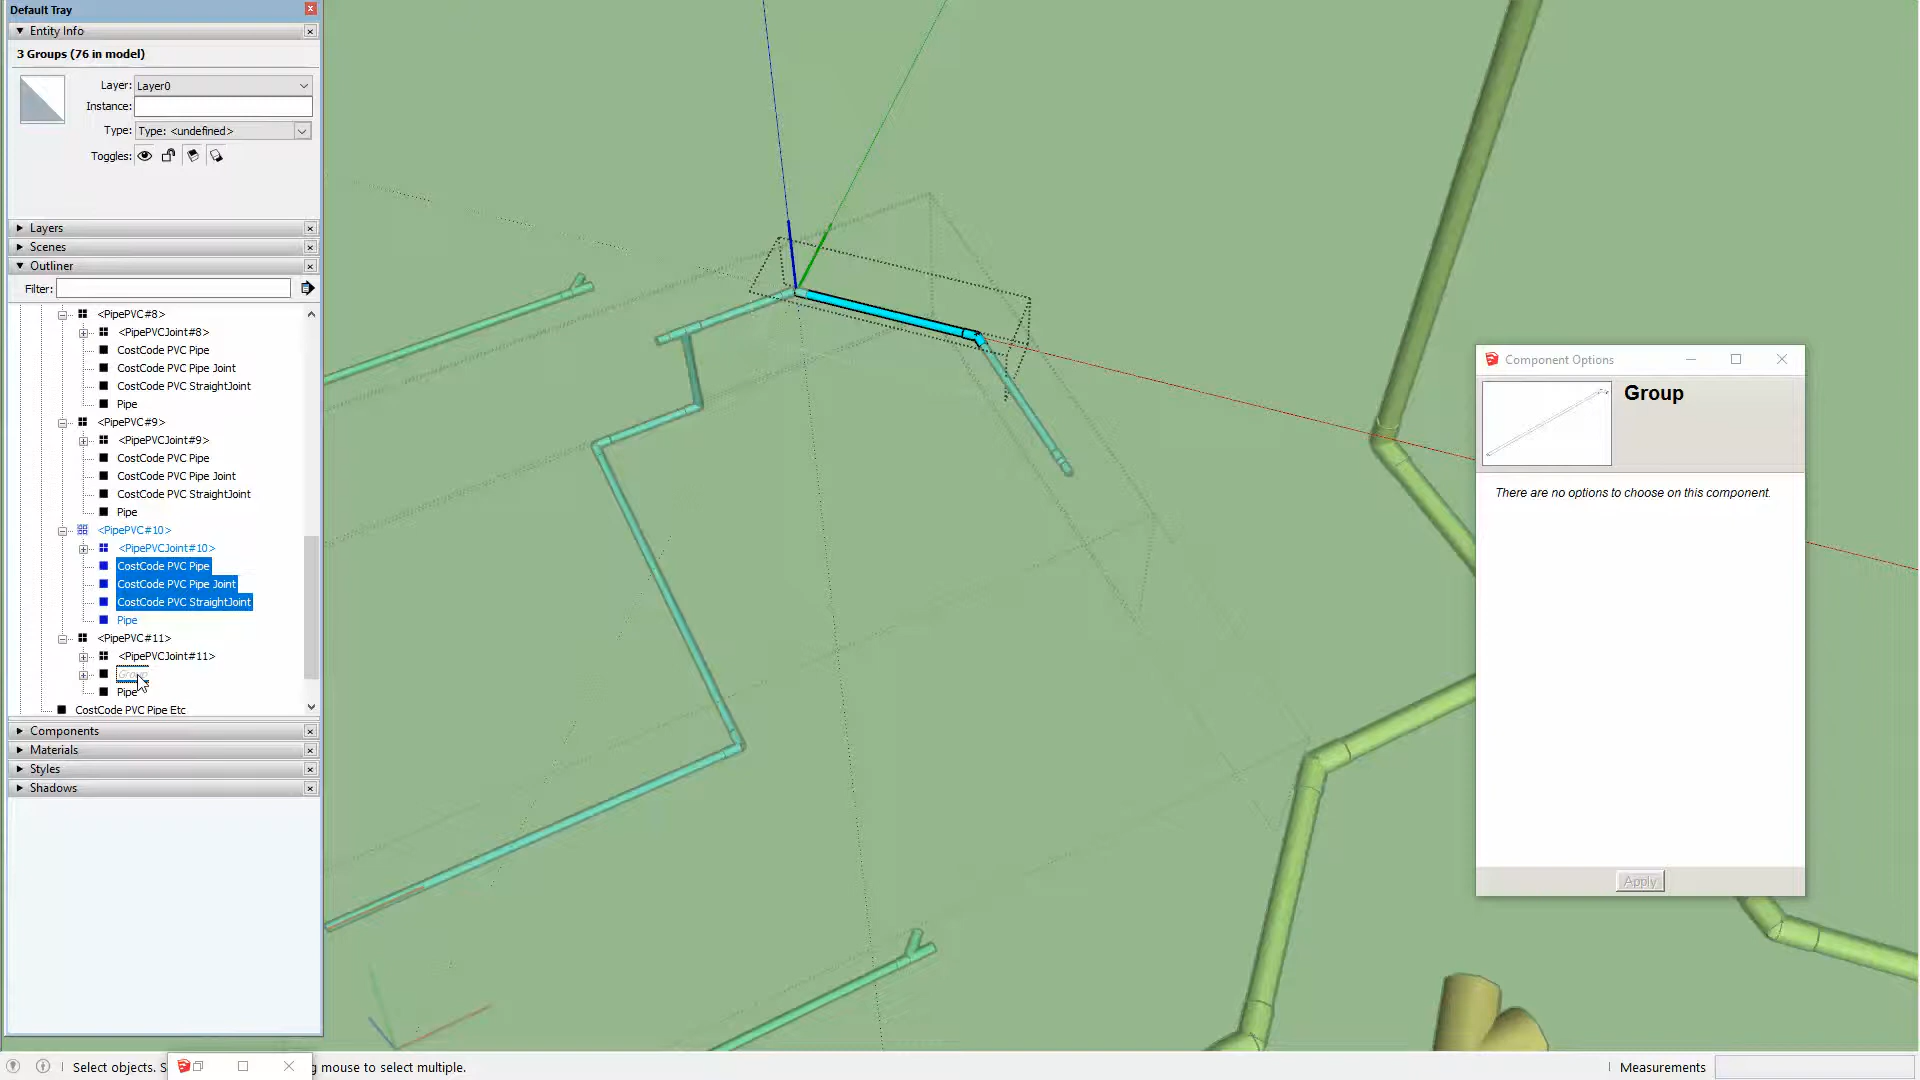 Default Tray
Entity Info
3 Groups (76 in model)
Layer: Layer0
Instance:
Type: Type: <undefined>
Toggles:
Layers
Scenes
Outliner
Filter:
<PipePVC#8>
<PipePVCJoint#8>
CostCode PVC Pipe
CostCode PVC Pipe Joint
CostCode PVC StraightJoint
Pipe
<PipePVC#9>
<PipePVCJoint#9>
CostCode PVC Pipe
CostCode PVC Pipe Joint
CostCode PVC StraightJoint
Pipe
<PipePVC#10>
<PipePVCJoint#10>
CostCode PVC Pipe
CostCode PVC Pipe Joint
CostCode PVC StraightJoint
Pipe
<PipePVC#11>
<PipePVCJoint#11>
Group
Pipe
CostCode PVC Pipe Etc
Components
Materials
Styles
Shadows
Component Options
Group
There are no options to choose on this component.
Apply
Select objects. S
g mouse to select multiple.
Measurements